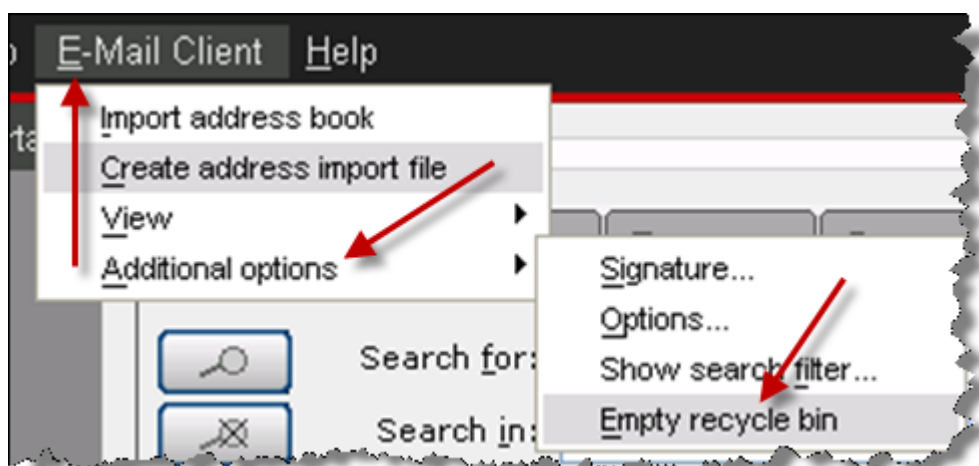 E-Mail Client Help
Import address book
Create address import file
View
Additional options
Signature...
Options...
Show search filter...
Empty recycle bin
Search for:
Search in: